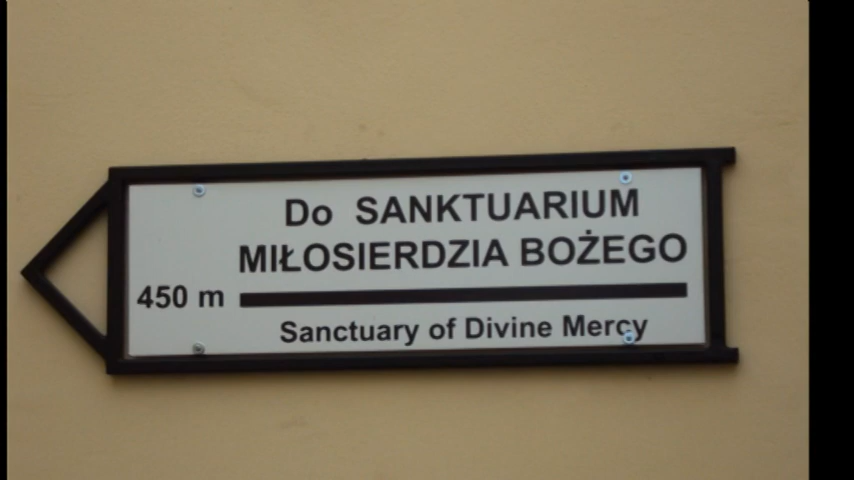 Do SANKTUARIUM
MIŁOSIERDZIA BOŻEGO
450 m
Sanctuary of Divine Mercy